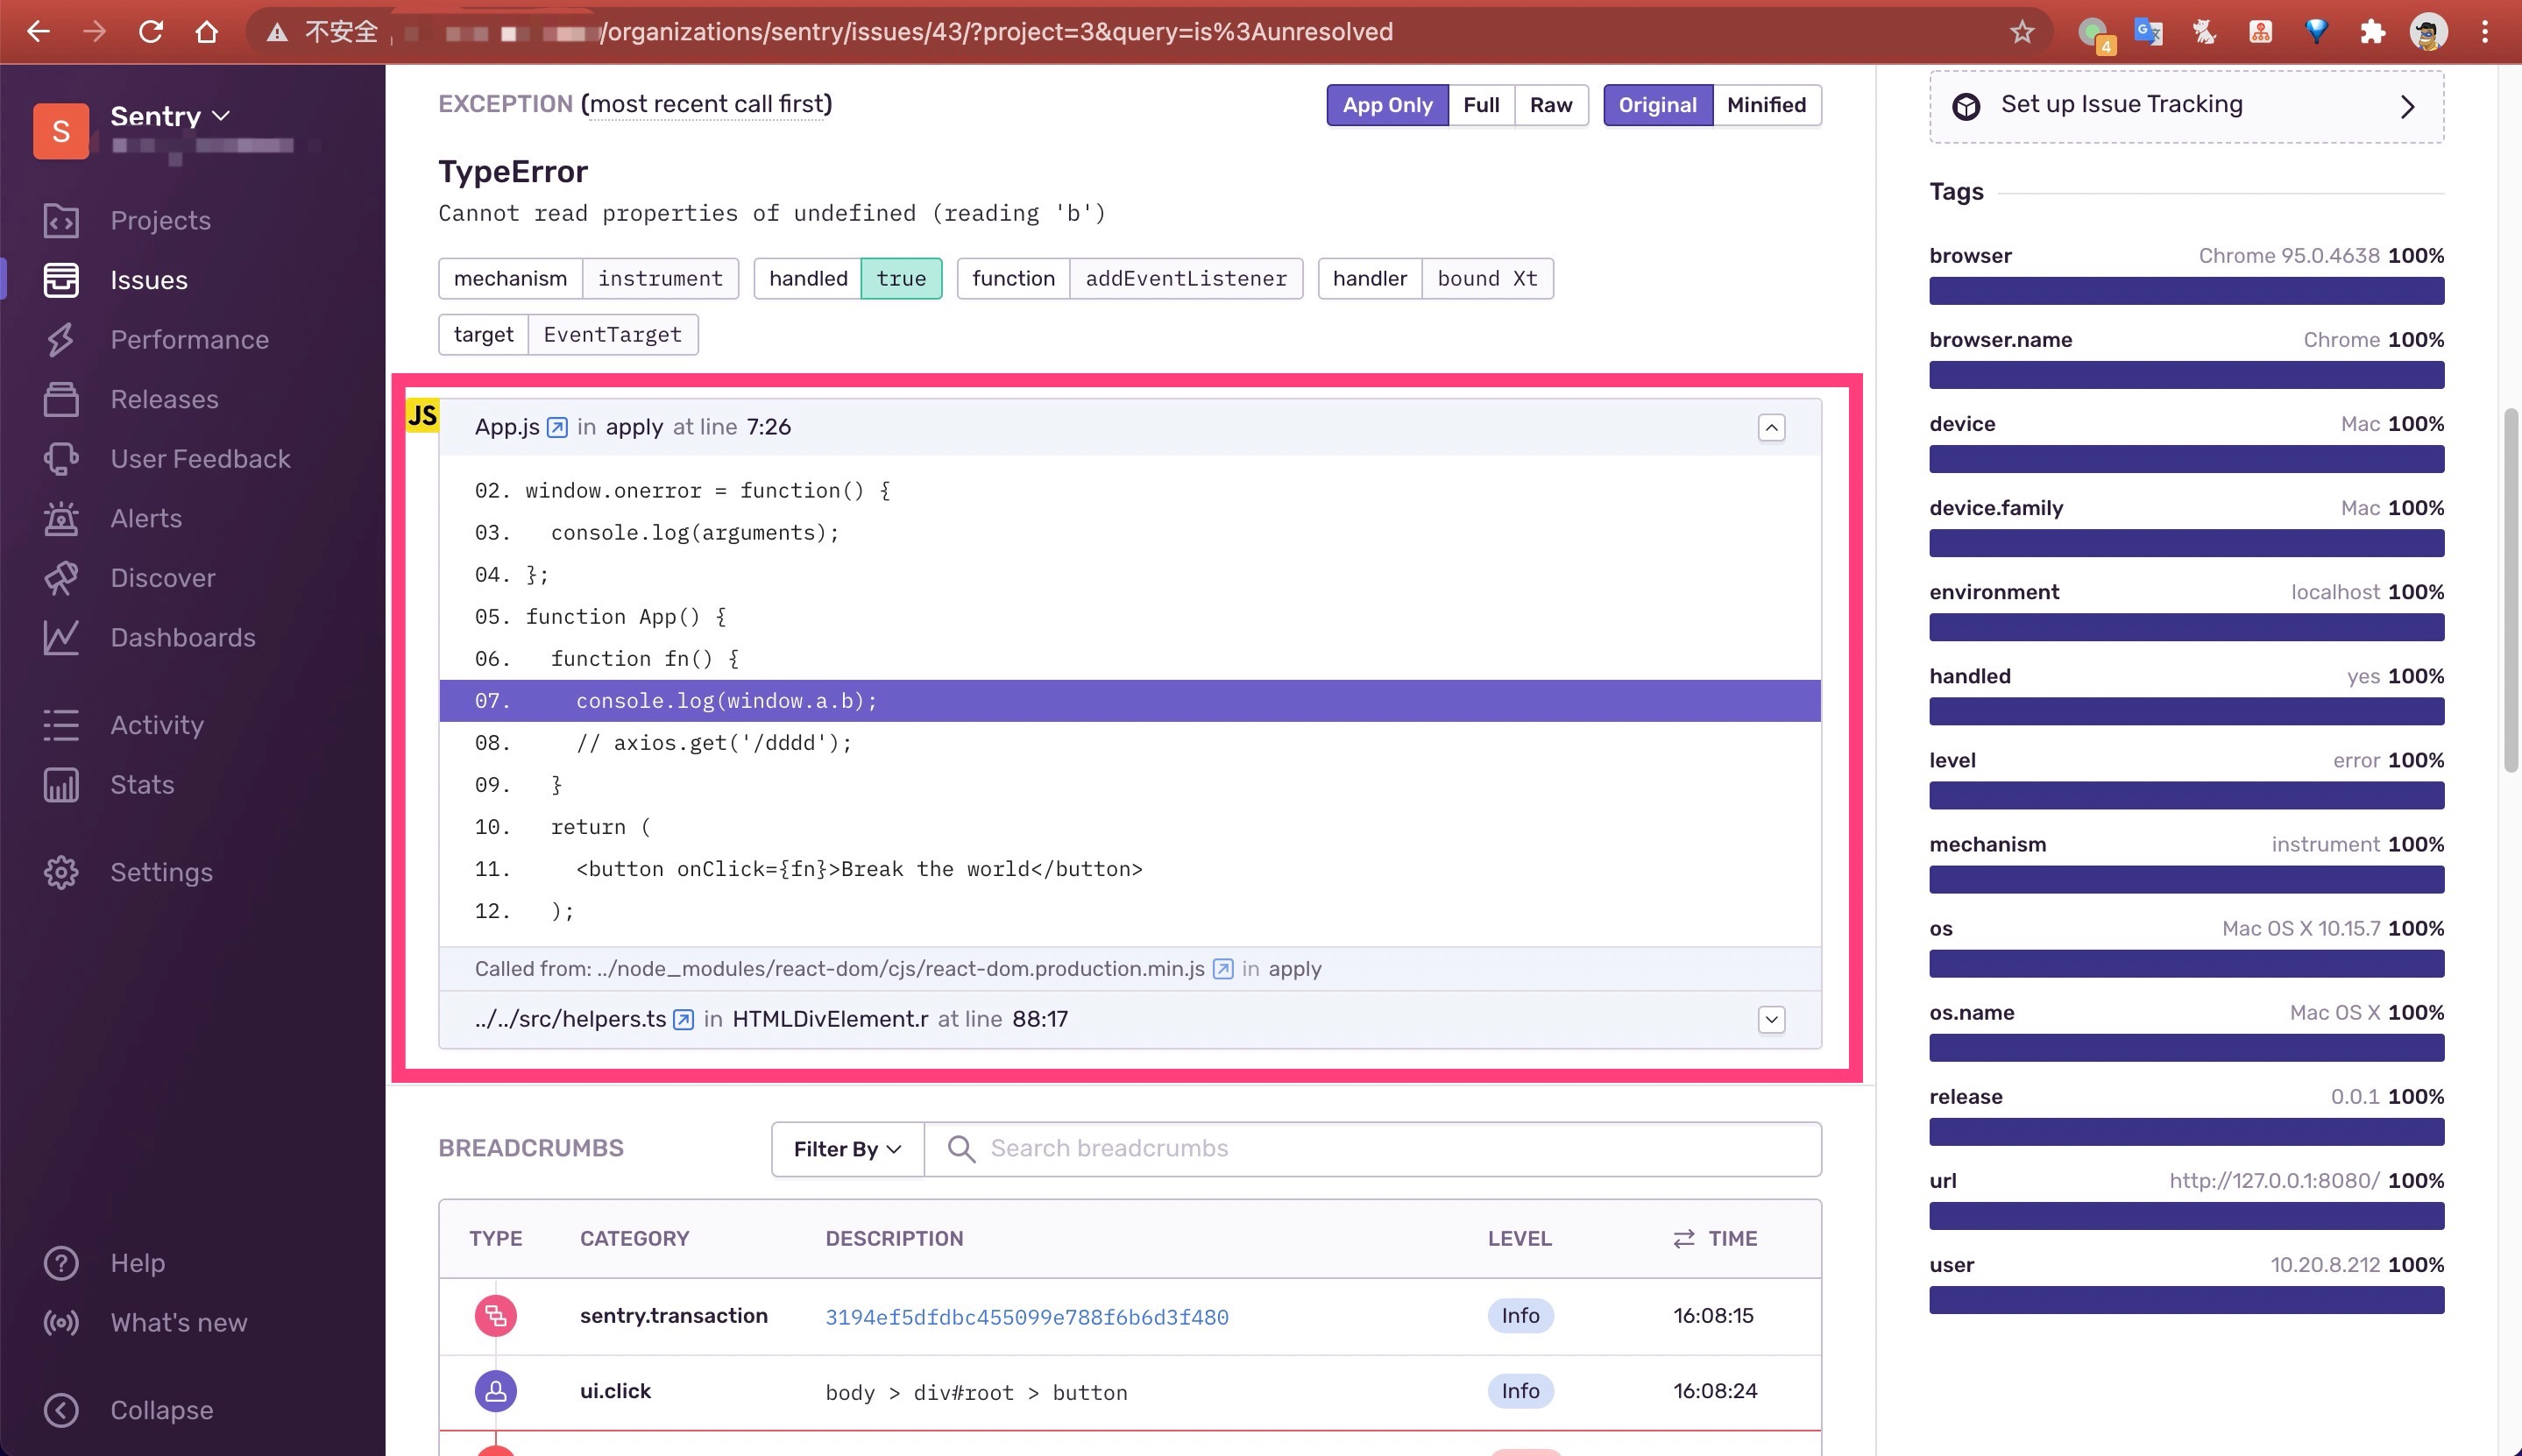 不安全
/organizations/sentry/issues/43/?project=3&query=is%3Aunresolved
4
S
Sentry
Projects
Issues
Performance
Releases
User Feedback
Alerts
Discover
Dashboards
Activity
Stats
Settings
Help
What's new
Collapse
EXCEPTION (most recent call first)
App Only Full Raw Original Minified
TypeError
Cannot read properties of undefined (reading 'b')
mechanism instrument handled true function addEventListener handler bound Xt
target EventTarget
JS
App.js in apply at line 7:26
02. window.onerror = function() {
03.   console.log(arguments);
04. };
05. function App() {
06.   function fn() {
07.     console.log(window.a.b);
08.     // axios.get('/dddd');
09.   }
10.   return (
11.     <button onClick={fn}>Break the world</button>
12.   );
Called from: ../node_modules/react-dom/cjs/react-dom.production.min.js in apply
../../src/helpers.ts in HTMLDivElement.r at line 88:17
BREADCRUMBS
Filter By
Search breadcrumbs
TYPE CATEGORY DESCRIPTION LEVEL TIME
sentry.transaction 3194ef5dfdbc455099e788f6b6d3f480 Info 16:08:15
ui.click body > div#root > button Info 16:08:24
Set up Issue Tracking
Tags
browser Chrome 95.0.4638 100%
browser.name Chrome 100%
device Mac 100%
device.family Mac 100%
environment localhost 100%
handled yes 100%
level error 100%
mechanism instrument 100%
os Mac OS X 10.15.7 100%
os.name Mac OS X 100%
release 0.0.1 100%
url http://127.0.0.1:8080/ 100%
user 10.20.8.212 100%